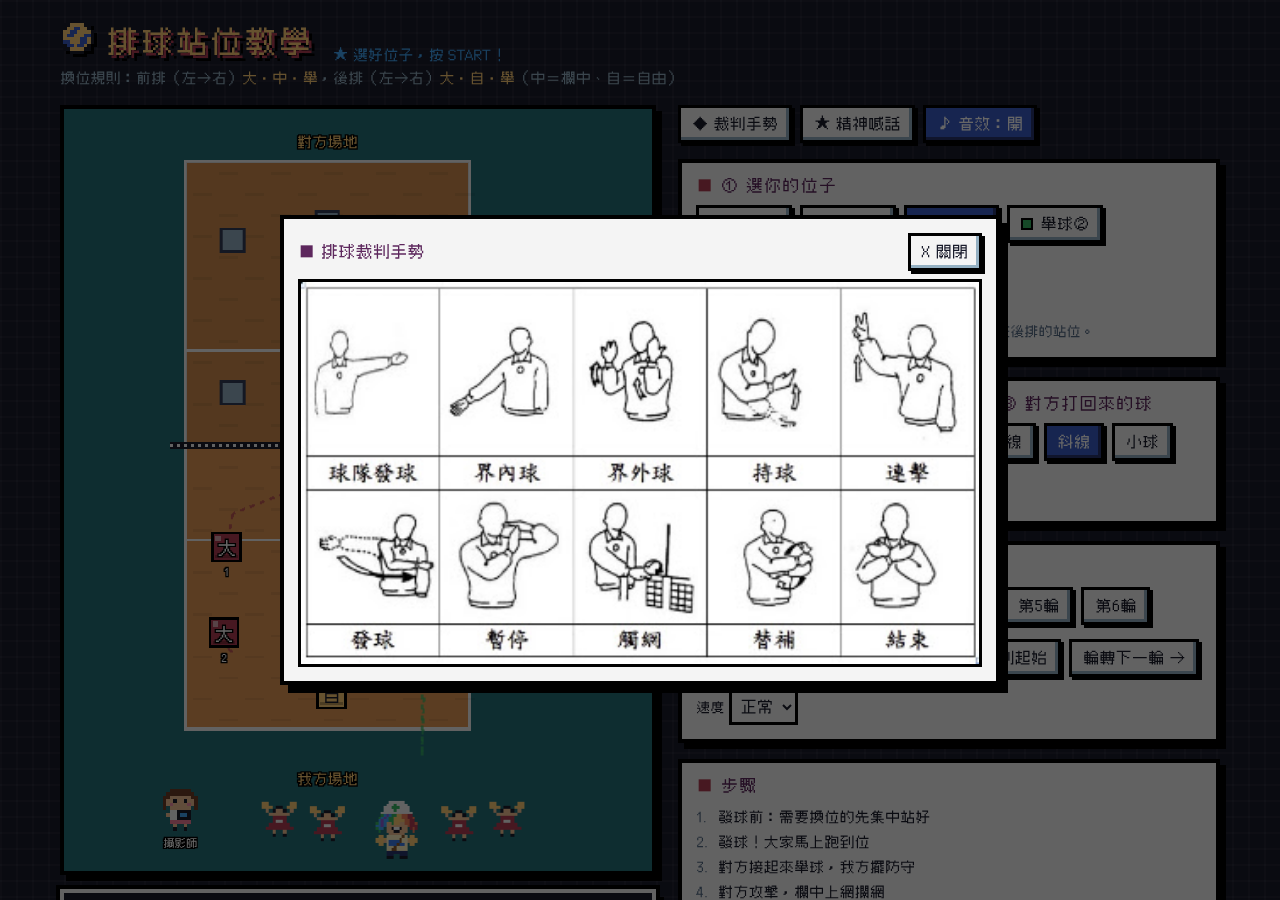 排球站位教學
★ 選好位子，按 START！
換位規則：前排（左→右）大・中・學，後排（左→右）大・自・學（中＝欄中、自＝自由）
對方場地
◆ 裁判手勢
★ 精神喊話
♪ 音效：開
① 選你的位子
舉球②
後排的站位。
排球裁判手勢
X 關閉
球隊發球
界內球
界外球
持球
連擊
發球
暫停
觸網
替補
結束
大
1
大
2
對方打回來的球
線
斜線
小球
第5輪
第6輪
起始
輪轉下一輪 →
速度
正常
我方場地
攝影師
步驟
1. 發球前：需要換位的先集中站好
2. 發球！大家馬上跑到位
3. 對方接起來學球，我方擺防守
4. 對方攻擊，欄中上網攔網